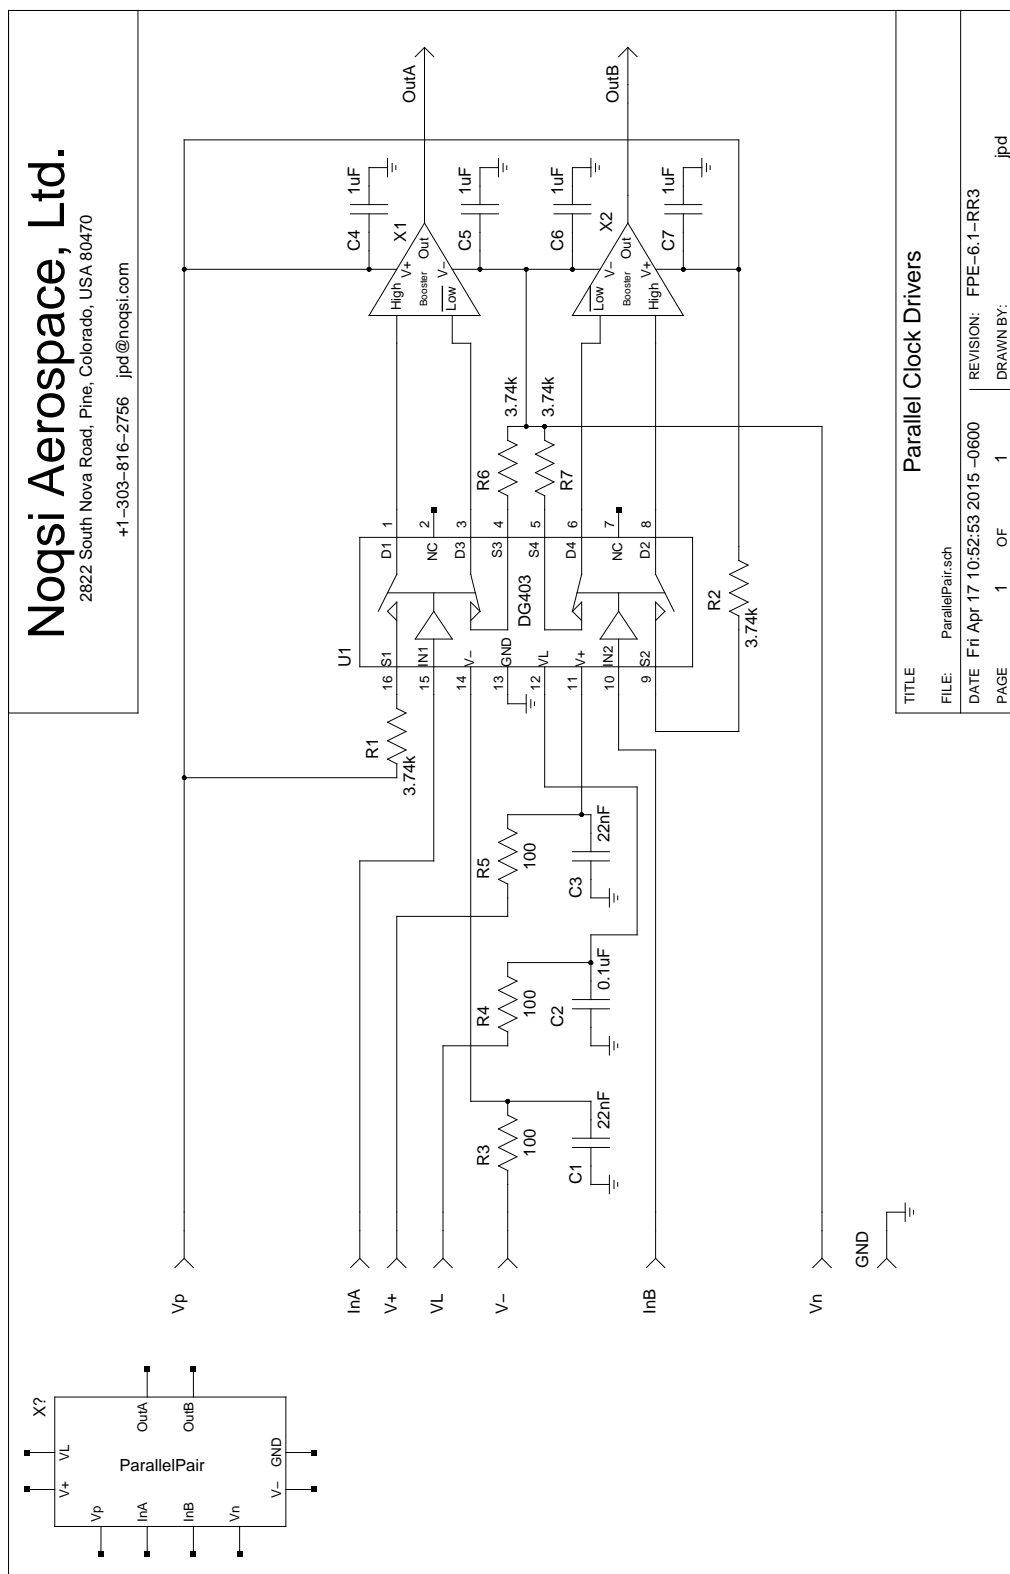 Noqsi Aerospace, Ltd.
2822 South Nova Road, Pine, Colorado, USA 80470
+1−303−816−2756 jpd@noqsi.com
X?
VL
V+
Vp
InA
InB
Vn
OutA
OutB
ParallelPair
V−
GND
Vp
InA
V+
VL
V−
InB
Vn
GND
R1
3.74k
R5
100
C3
22nF
R4
100
C2
0.1uF
R3
100
C1
22nF
U1
DG403
16 S1
15 IN1
14 V−
13 GND
12 VL
11 V+
10 IN2
9 S2
D1 1
NC 2
D3 3
S3 4
S4 5
D4 6
NC 7
D2 8
R6
3.74k
R7
3.74k
R2
3.74k
C4 1uF
X1
High V+
Booster Out
Low V−
C5 1uF
C6 1uF
X2
Low V−
Booster Out
High V+
C7 1uF
OutA
OutB
TITLE
Parallel Clock Drivers
FILE: ParallelPair.sch
REVISION: FPE−6.1−RR3
DATE Fri Apr 17 10:52:53 2015 −0600
PAGE 1 OF 1
DRAWN BY: jpd